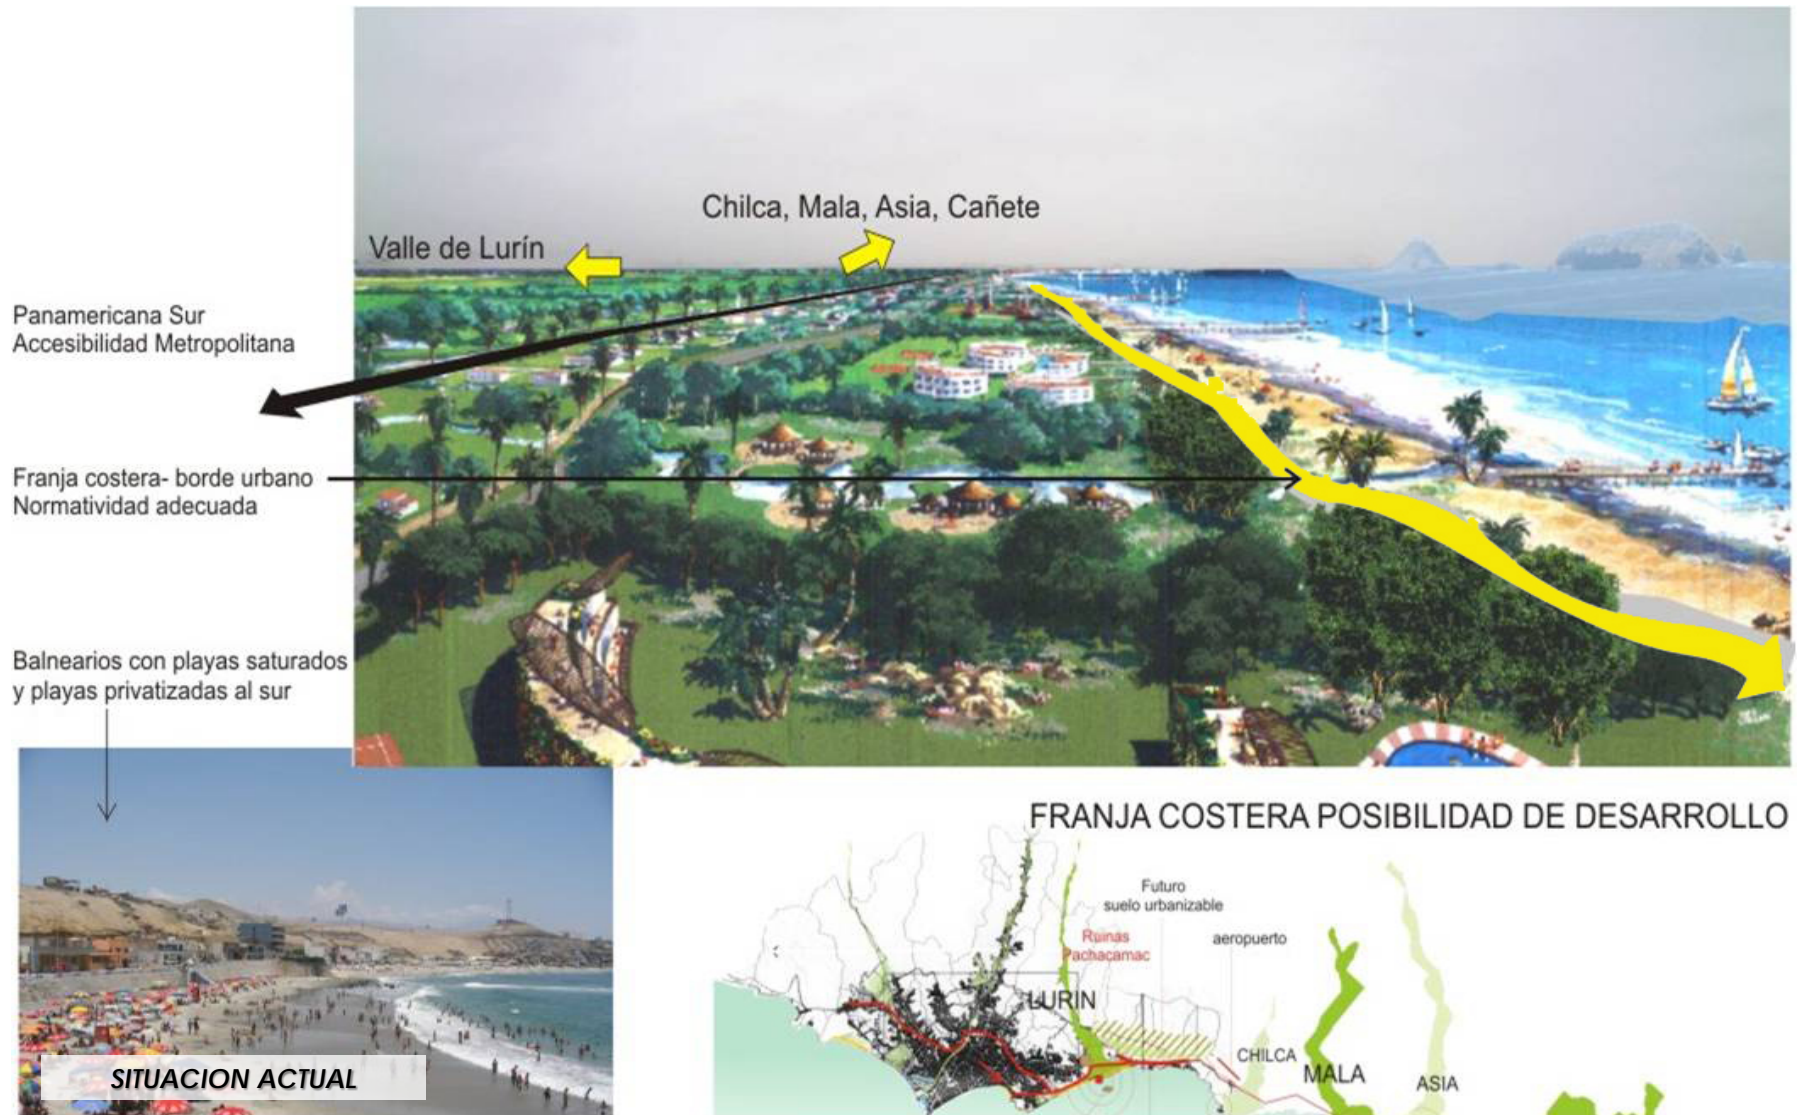 Chilca, Mala, Asia, Cañete
Valle de Lurín
Panamericana Sur
Accesibilidad Metropolitana
Franja costera- borde urbano
Normatividad adecuada
Balnearios con playas saturados
y playas privatizadas al sur
SITUACION ACTUAL
FRANJA COSTERA POSIBILIDAD DE DESARROLLO
Futuro
suelo urbanizable
Ruinas
Pachacamac
aeropuerto
LURIN
CHILCA
MALA
ASIA